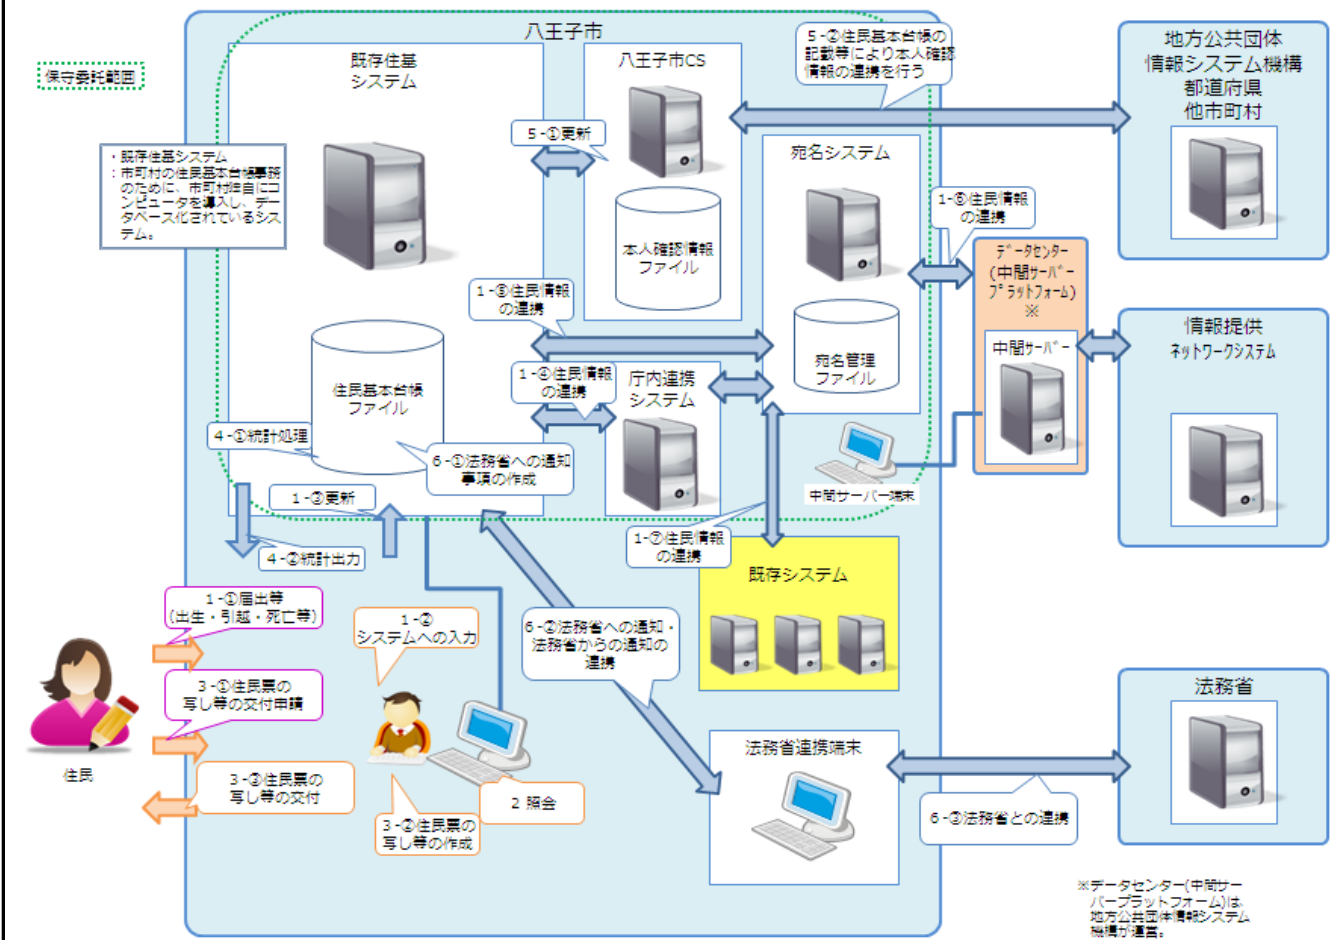 八王子市
保守委託範囲
既存住基
システム
八王子市CS
5-②住民基本台帳の
記載等により本人確認
情報の連携を行う
地方公共団体
情報システム機構
都道府県
他市町村
5-①更新
宛名システム
・既存住基システム
：市町村の住民基本台帳事務
のために、市町村独自にコ
ンピュータを導入し、デー
タベース化されているシス
テム。
本人確認情報
ファイル
1-⑥住民情報
の連携
データセンター
(中間サーバー
プラットフォーム)
※
中間サーバー
1-⑤住民情報
の連携
宛名管理
ファイル
情報提供
ネットワークシステム
住民基本台帳
ファイル
1-④住民情報
の連携
庁内連携
システム
4-①統計処理
6-①法務省への通知
事項の作成
中間サーバー端末
1-③更新
4-②統計出力
1-⑦住民情報
の連携
既存システム
1-①届出等
(出生・引越・死亡等)
1-②
システムへの入力
6-②法務省への通知・
法務省からの通知の
連携
3-①住民票の
写し等の交付申請
住民
3-③住民票の
写し等の交付
2 照会
3-②住民票の
写し等の作成
法務省連携端末
法務省
6-③法務省との連携
※データセンター(中間サー
バープラットフォーム)は、
地方公共団体情報システム
機構が運営。